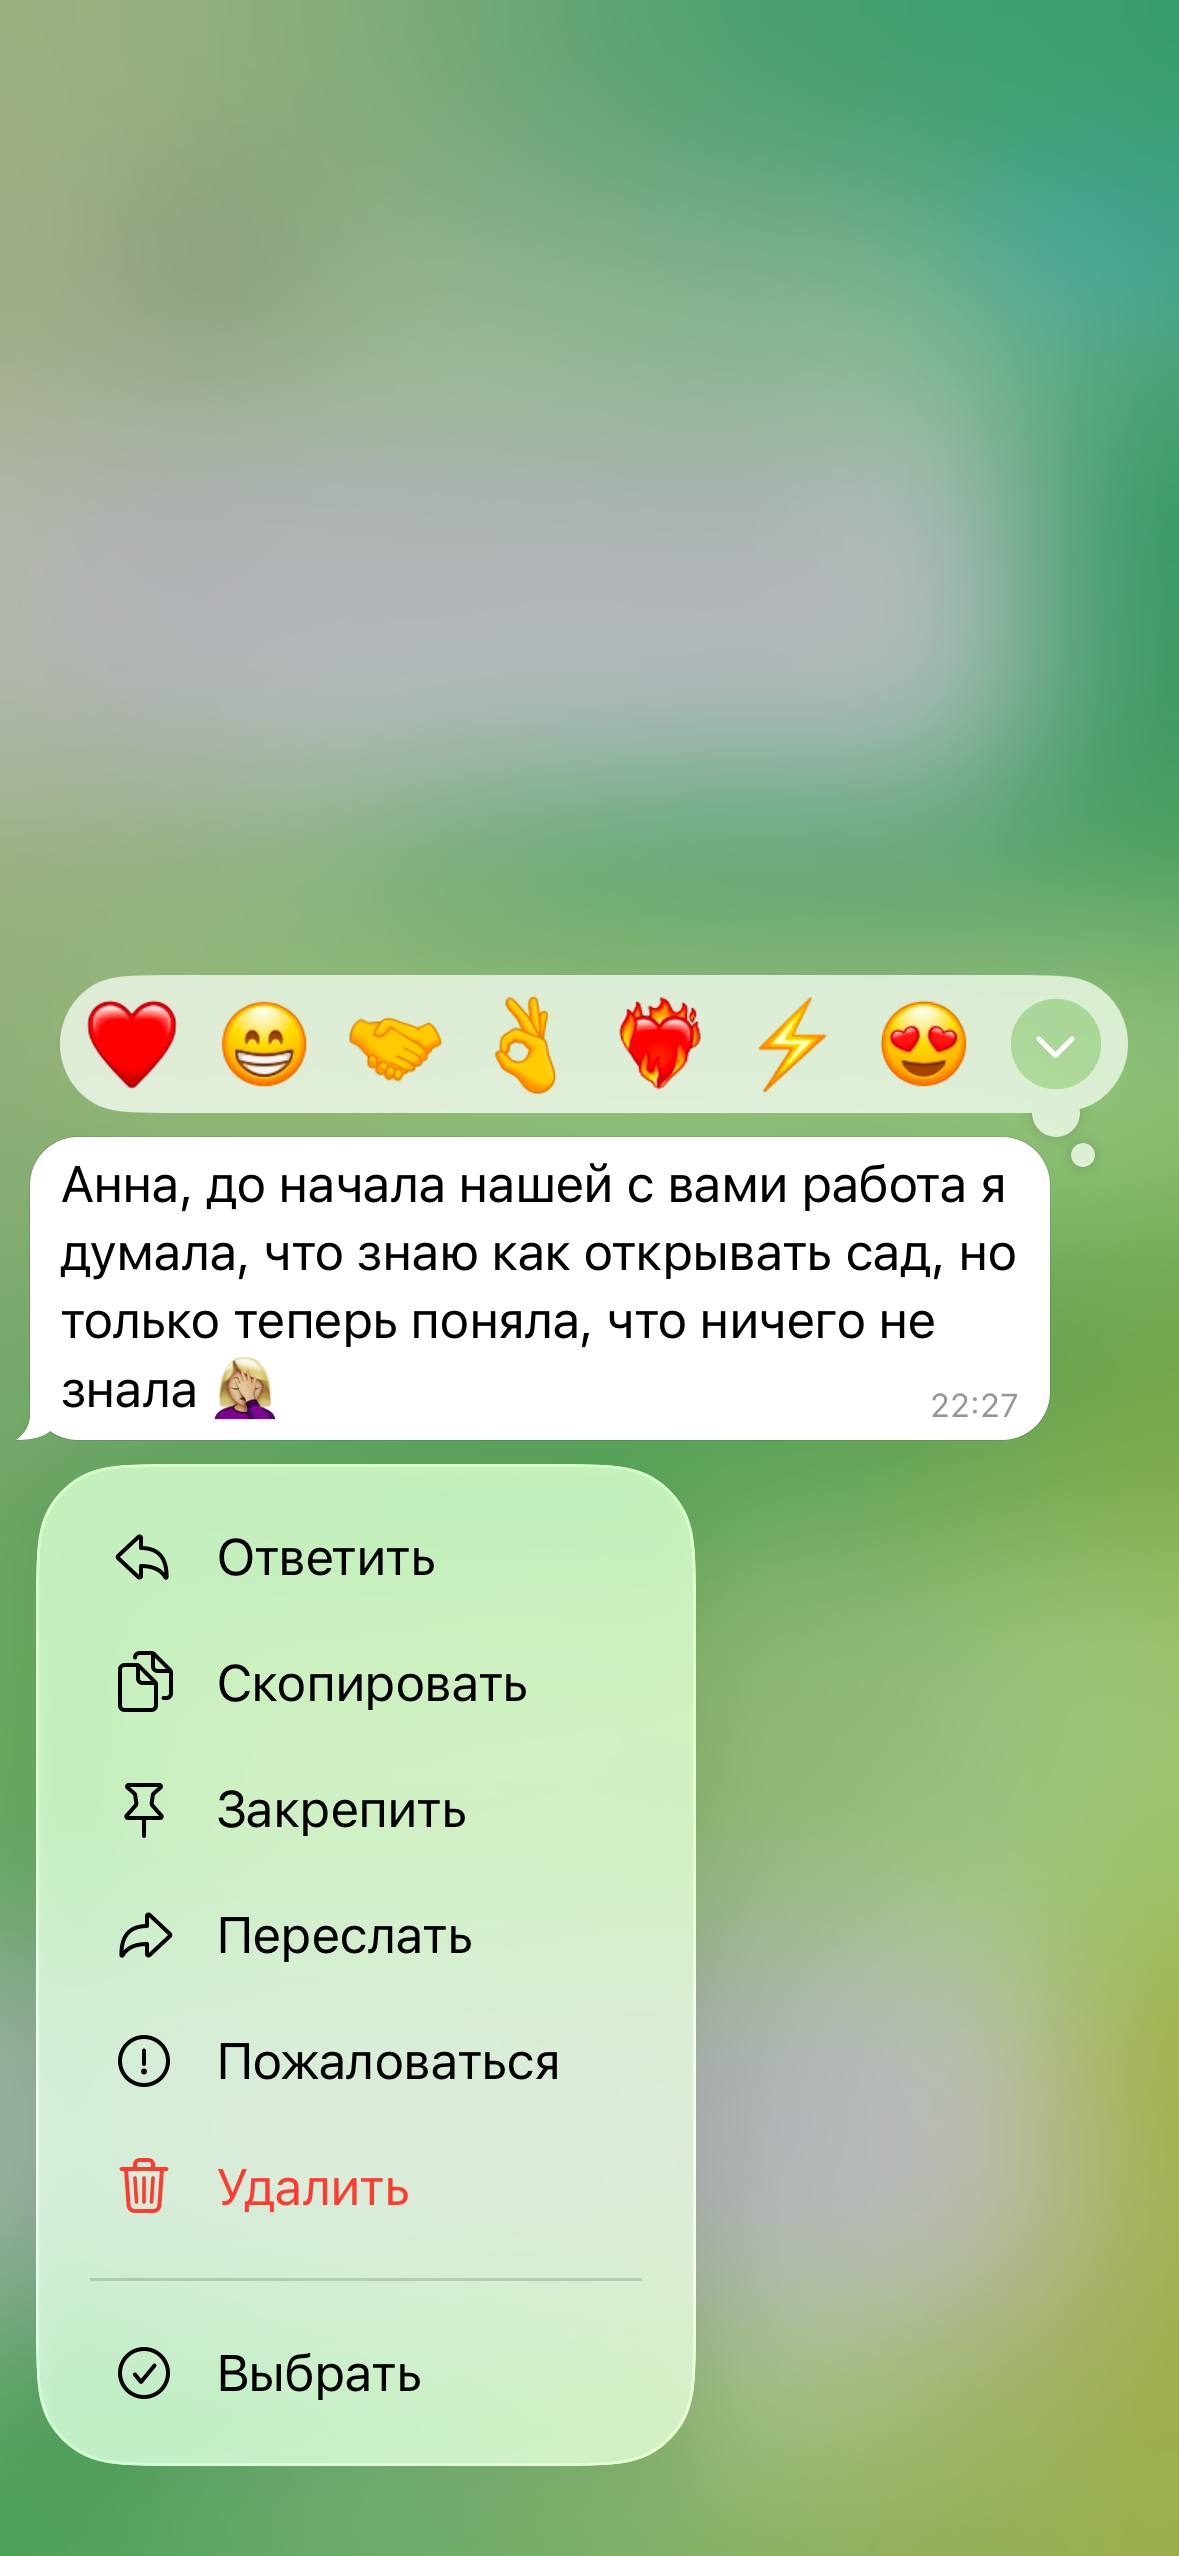 Анна, до начала нашей с вами работа я
думала, что знаю как открывать сад, но
только теперь поняла, что ничего не
знала 🤦🏼‍♀️
22:27
Ответить
Скопировать
Закрепить
Переслать
Пожаловаться
Удалить
Выбрать